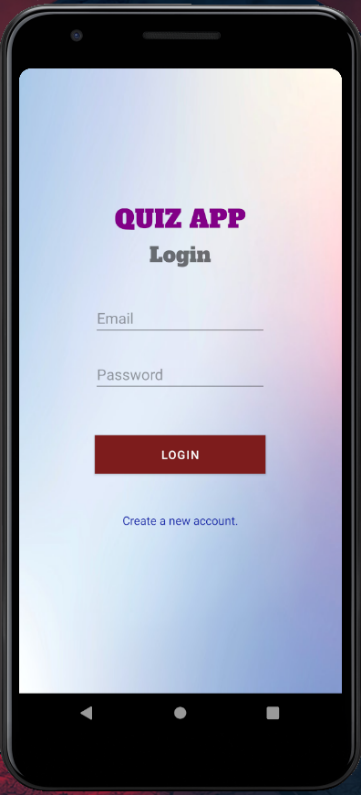 QUIZ APP
Login
Email
Password
LOGIN
Create a new account.